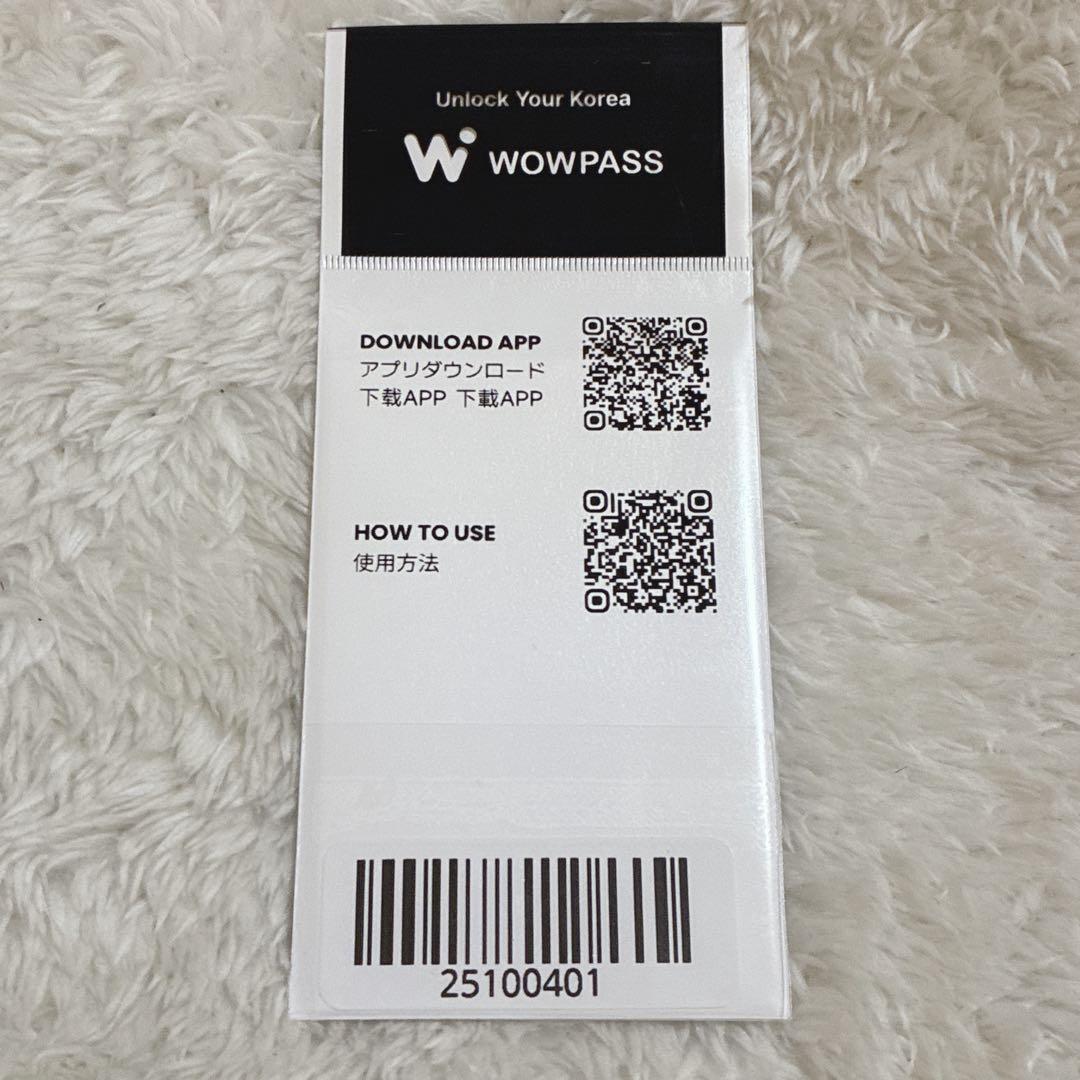 Unlock Your Korea
WOWPASS
DOWNLOAD APP
アプリダウンロード
下载APP 下載APP
HOW TO USE
使用方法
25100401